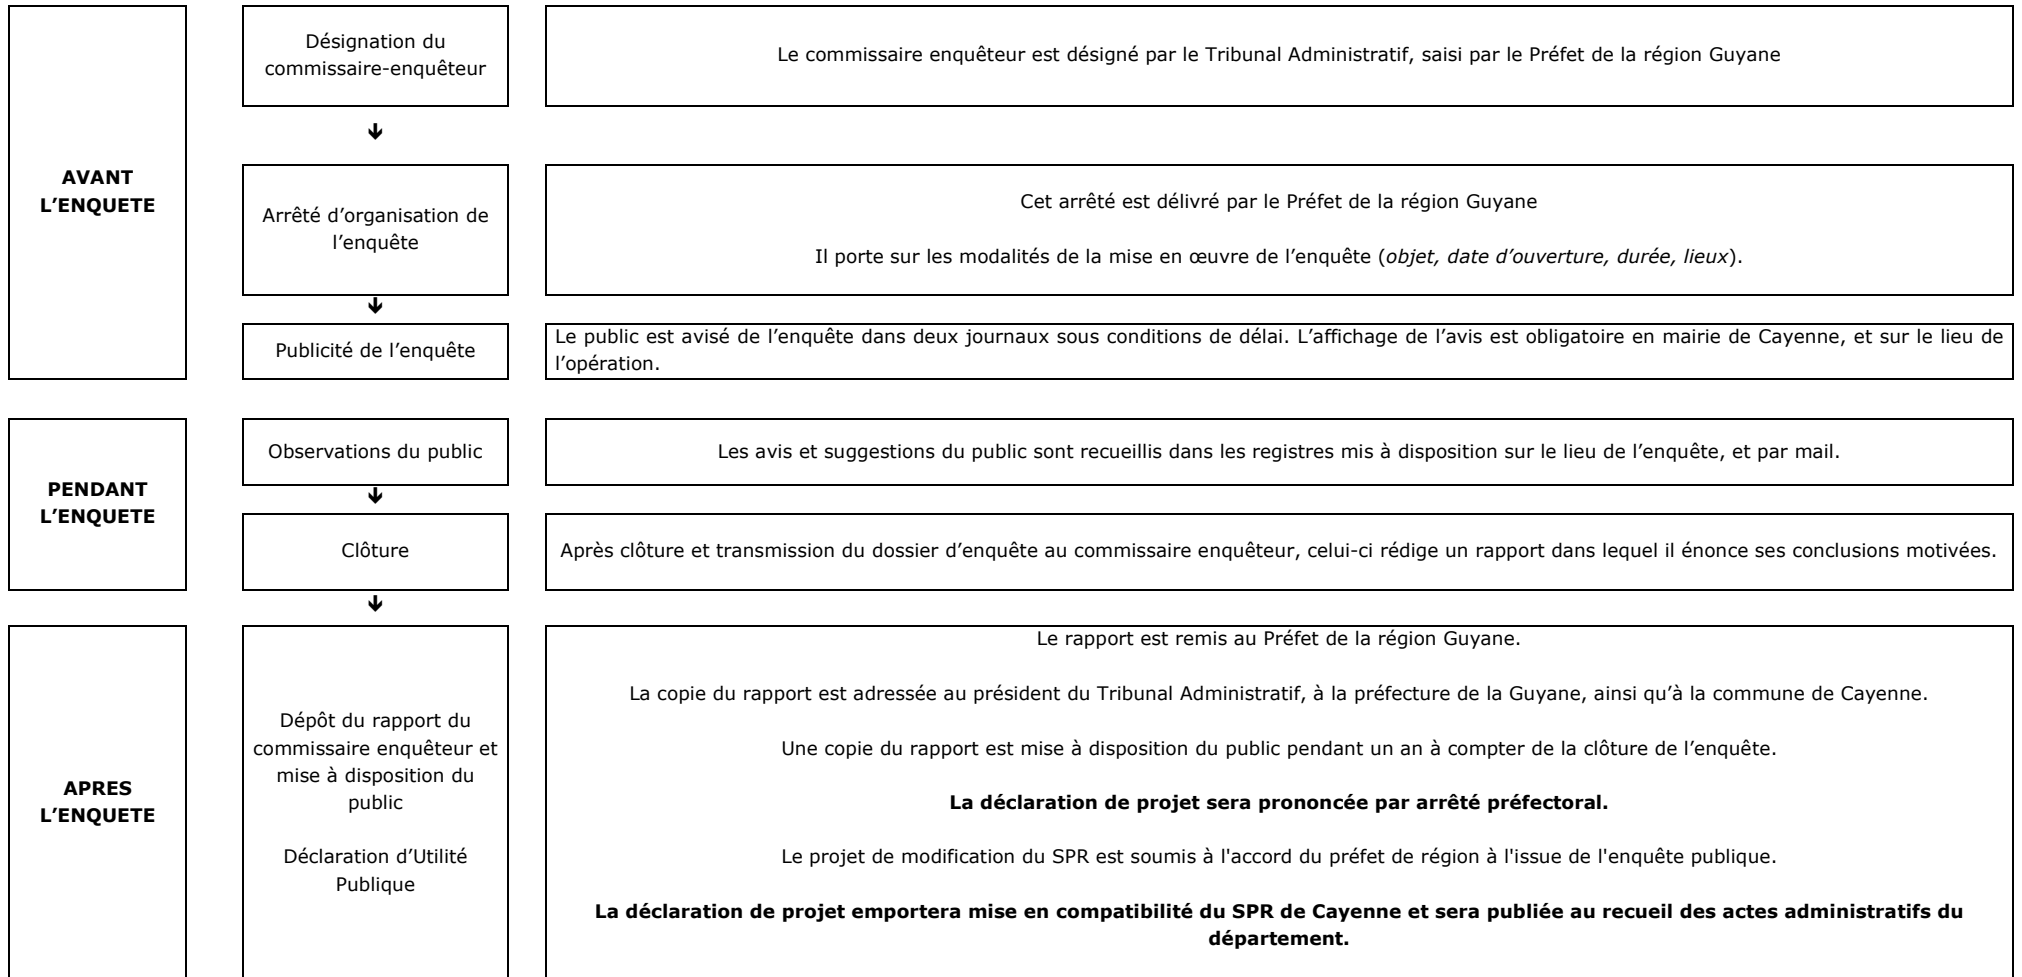 AVANT
L’ENQUETE
Désignation du
commissaire-enquêteur
Le commissaire enquêteur est désigné par le Tribunal Administratif, saisi par le Préfet de la région Guyane
Arrêté d’organisation de
l’enquête
Cet arrêté est délivré par le Préfet de la région Guyane
Il porte sur les modalités de la mise en œuvre de l’enquête (objet, date d’ouverture, durée, lieux).
Publicité de l’enquête
Le public est avisé de l’enquête dans deux journaux sous conditions de délai. L’affichage de l’avis est obligatoire en mairie de Cayenne, et sur le lieu de
l’opération.
PENDANT
L’ENQUETE
Observations du public
Les avis et suggestions du public sont recueillis dans les registres mis à disposition sur le lieu de l’enquête, et par mail.
Clôture
Après clôture et transmission du dossier d’enquête au commissaire enquêteur, celui-ci rédige un rapport dans lequel il énonce ses conclusions motivées.
APRES
L’ENQUETE
Dépôt du rapport du
commissaire enquêteur et
mise à disposition du
public
Déclaration d’Utilité
Publique
Le rapport est remis au Préfet de la région Guyane.
La copie du rapport est adressée au président du Tribunal Administratif, à la préfecture de la Guyane, ainsi qu’à la commune de Cayenne.
Une copie du rapport est mise à disposition du public pendant un an à compter de la clôture de l’enquête.
La déclaration de projet sera prononcée par arrêté préfectoral.
Le projet de modification du SPR est soumis à l'accord du préfet de région à l'issue de l'enquête publique.
La déclaration de projet emportera mise en compatibilité du SPR de Cayenne et sera publiée au recueil des actes administratifs du
département.